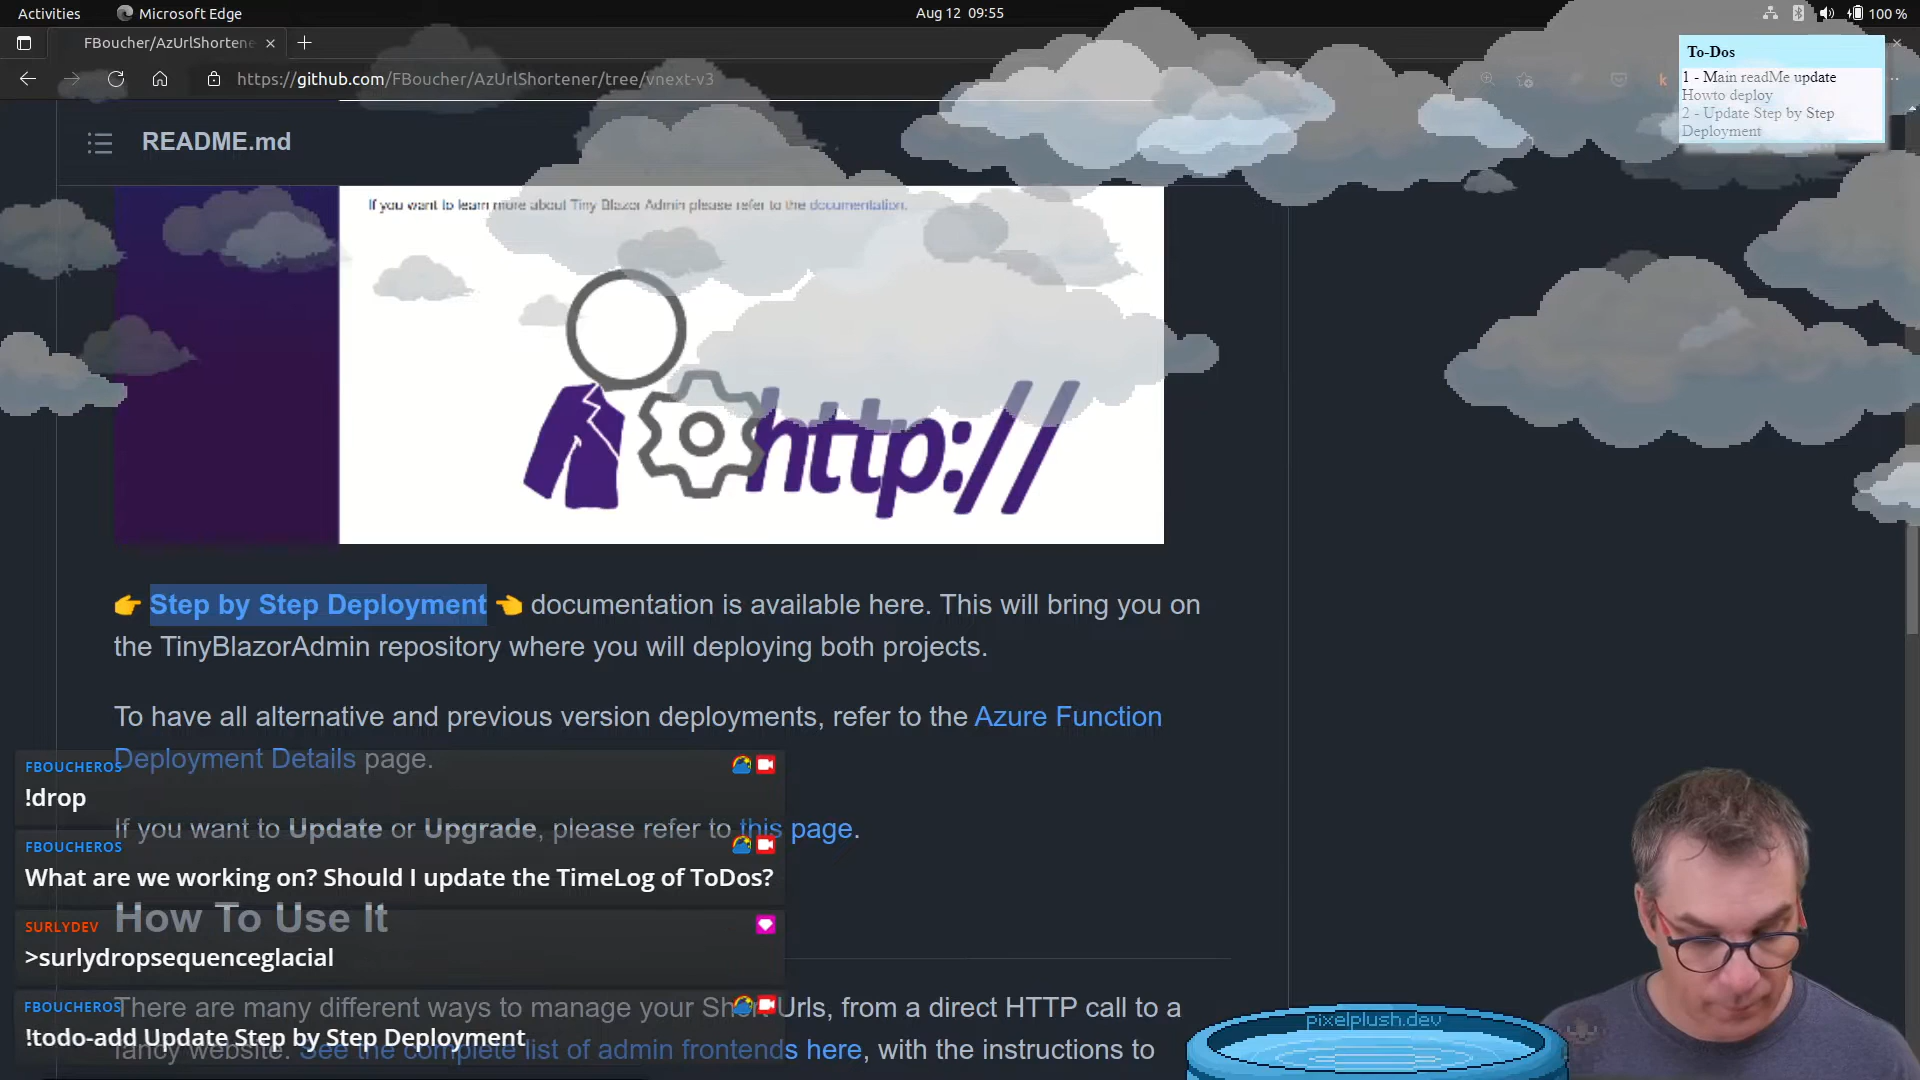 Activities
Microsoft Edge
Aug 12 09:55
100 %
FBoucher/AzUrlShortene
https://github.com/FBoucher/AzUrlShortener/tree/vnext-v3
To-Dos
1 - Main readMe update
Howto deploy
2 - Update Step by Step
Deployment
README.md
If you want to learn more about Tiny Blazor Admin please refer to the documentation.
http://
👉 Step by Step Deployment 👈 documentation is available here. This will bring you on
the TinyBlazorAdmin repository where you will deploying both projects.
To have all alternative and previous version deployments, refer to the Azure Function
Deployment Details page.
If you want to Update or Upgrade, please refer to this page.
How To Use It
There are many different ways to manage your Short Urls, from a direct HTTP call to a
fancy website. See the complete list of admin frontends here, with the instructions to
FBOUCHEROS
!drop
FBOUCHEROS
What are we working on? Should I update the TimeLog of ToDos?
SURLYDEV
>surlydropsequenceglacial
FBOUCHEROS
!todo-add Update Step by Step Deployment
pixelplush.dev